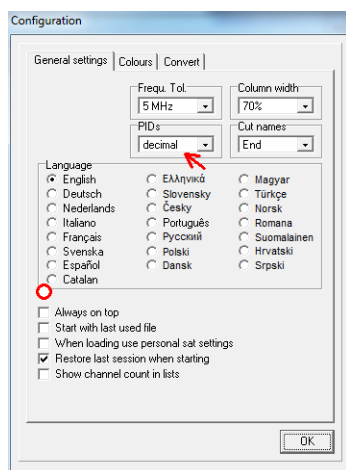 Configuration
General settings Colours Convert
Frequ. Tol. Column width
5 MHz 70%
PIDs Cut names
decimal End
Language
English Ελληνικά Magyar
Deutsch Slovensky Türkçe
Nederlands Česky Norsk
Italiano Português Romana
Français Русский Suomalainen
Svenska Polski Hrvatski
Español Dansk Srpski
Catalan
Always on top
Start with last used file
When loading use personal sat settings
Restore last session when starting
Show channel count in lists
OK